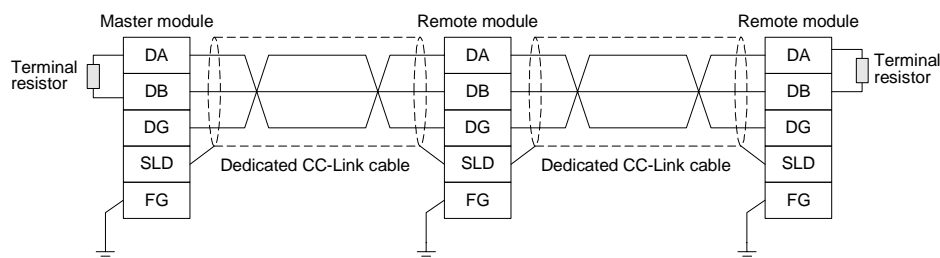 Master module
Remote module
Remote module
Terminal
resistor
DA
DB
DG
SLD
FG
Dedicated CC-Link cable
DA
DB
DG
SLD
FG
Dedicated CC-Link cable
DA
DB
DG
SLD
FG
Terminal
resistor